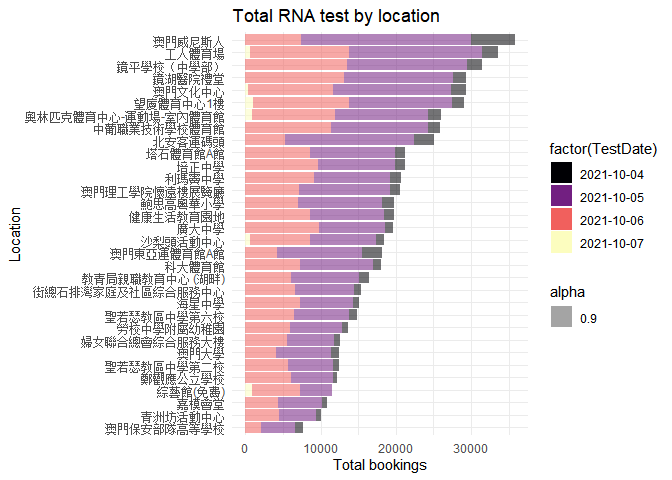 Total RNA test by location
澳門威尼斯人
工人體育場
鏡平學校（中學部）
鏡湖醫院禮堂
澳門文化中心
望廈體育中心1樓
奧林匹克體育中心-運動場-室內體育館
中葡職業技術學校體育館
北安客運碼頭
塔石體育館A館
培正中學
利瑪竇中學
澳門理工學院懷遠樓展覽廳
鮑思高粵華小學
健康生活教育園地
廣大中學
沙梨頭活動中心
澳門東亞運體育館A館
科大體育館
教青局親職教育中心 (湖畔)
街總石排灣家庭及社區綜合服務中心
海星中學
聖若瑟教區中學第六校
勞校中學附屬幼稚園
婦女聯合總會綜合服務大樓
澳門大學
聖若瑟教區中學第二校
鄭觀應公立學校
綜藝館(免費)
嘉模會堂
青洲坊活動中心
澳門保安部隊高等學校
Location
0 10000 20000 30000
Total bookings
factor(TestDate)
2021-10-04
2021-10-05
2021-10-06
2021-10-07
alpha
0.9